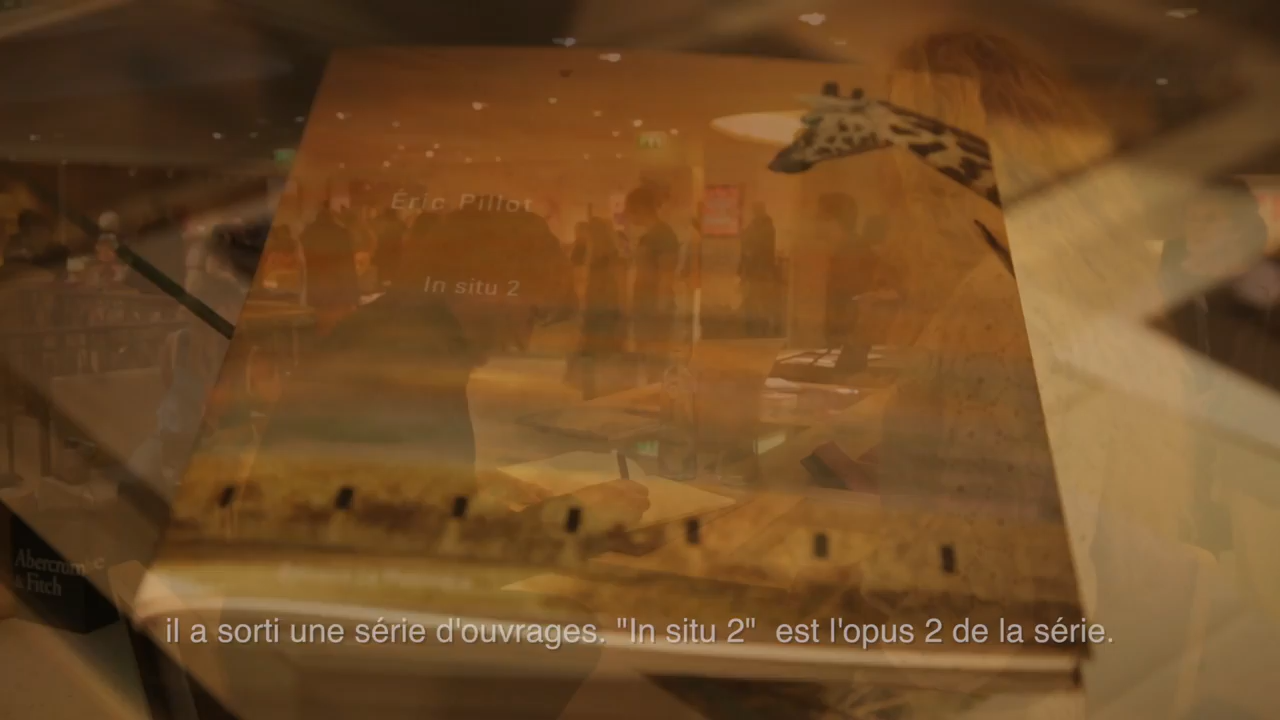 Éric Pillot
In situ 2
Abercrombie
& Fitch
il a sorti une série d'ouvrages. "In situ 2" est l'opus 2 de la série.